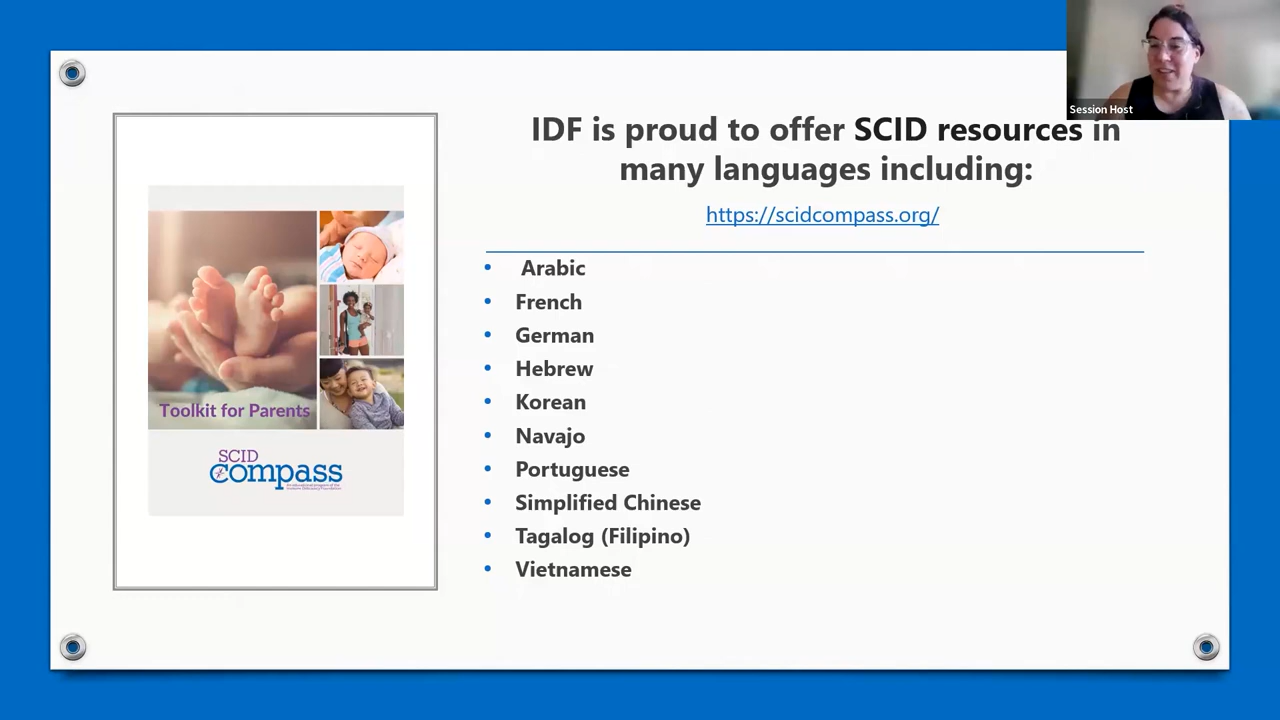 Session Host
IDF is proud to offer SCID resources in
many languages including:
https://scidcompass.org/
• Arabic
• French
• German
• Hebrew
• Korean
• Navajo
• Portuguese
• Simplified Chinese
• Tagalog (Filipino)
• Vietnamese
Toolkit for Parents
SCID
compass